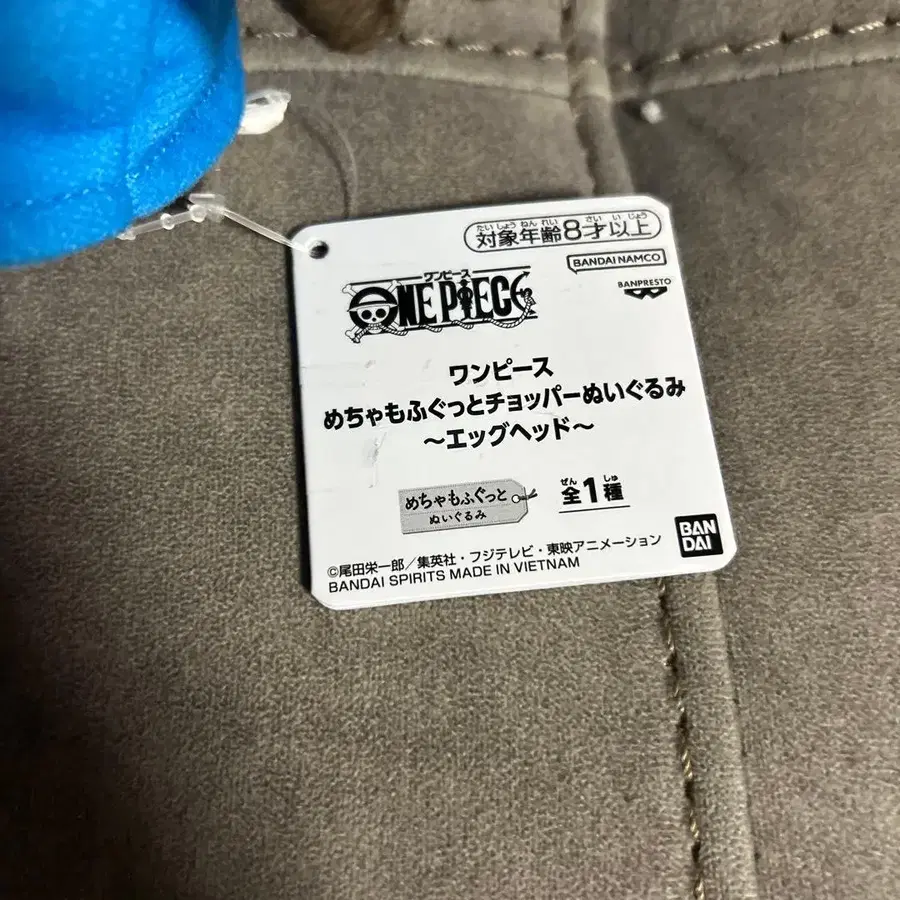 たいしょうねんれい さいいじょう
対象年齢8才以上
BANDAI NAMCO
BANPRESTO
ワンピース
ONE PIECE
ワンピース
めちゃもふぐっとチョッパーぬいぐるみ
~エッグヘッド~
めちゃもふぐっと
ぬいぐるみ
ぜん しゅ
全1種
BAN
DAI
©尾田栄一郎/集英社・フジテレビ・東映アニメーション
BANDAI SPIRITS MADE IN VIETNAM